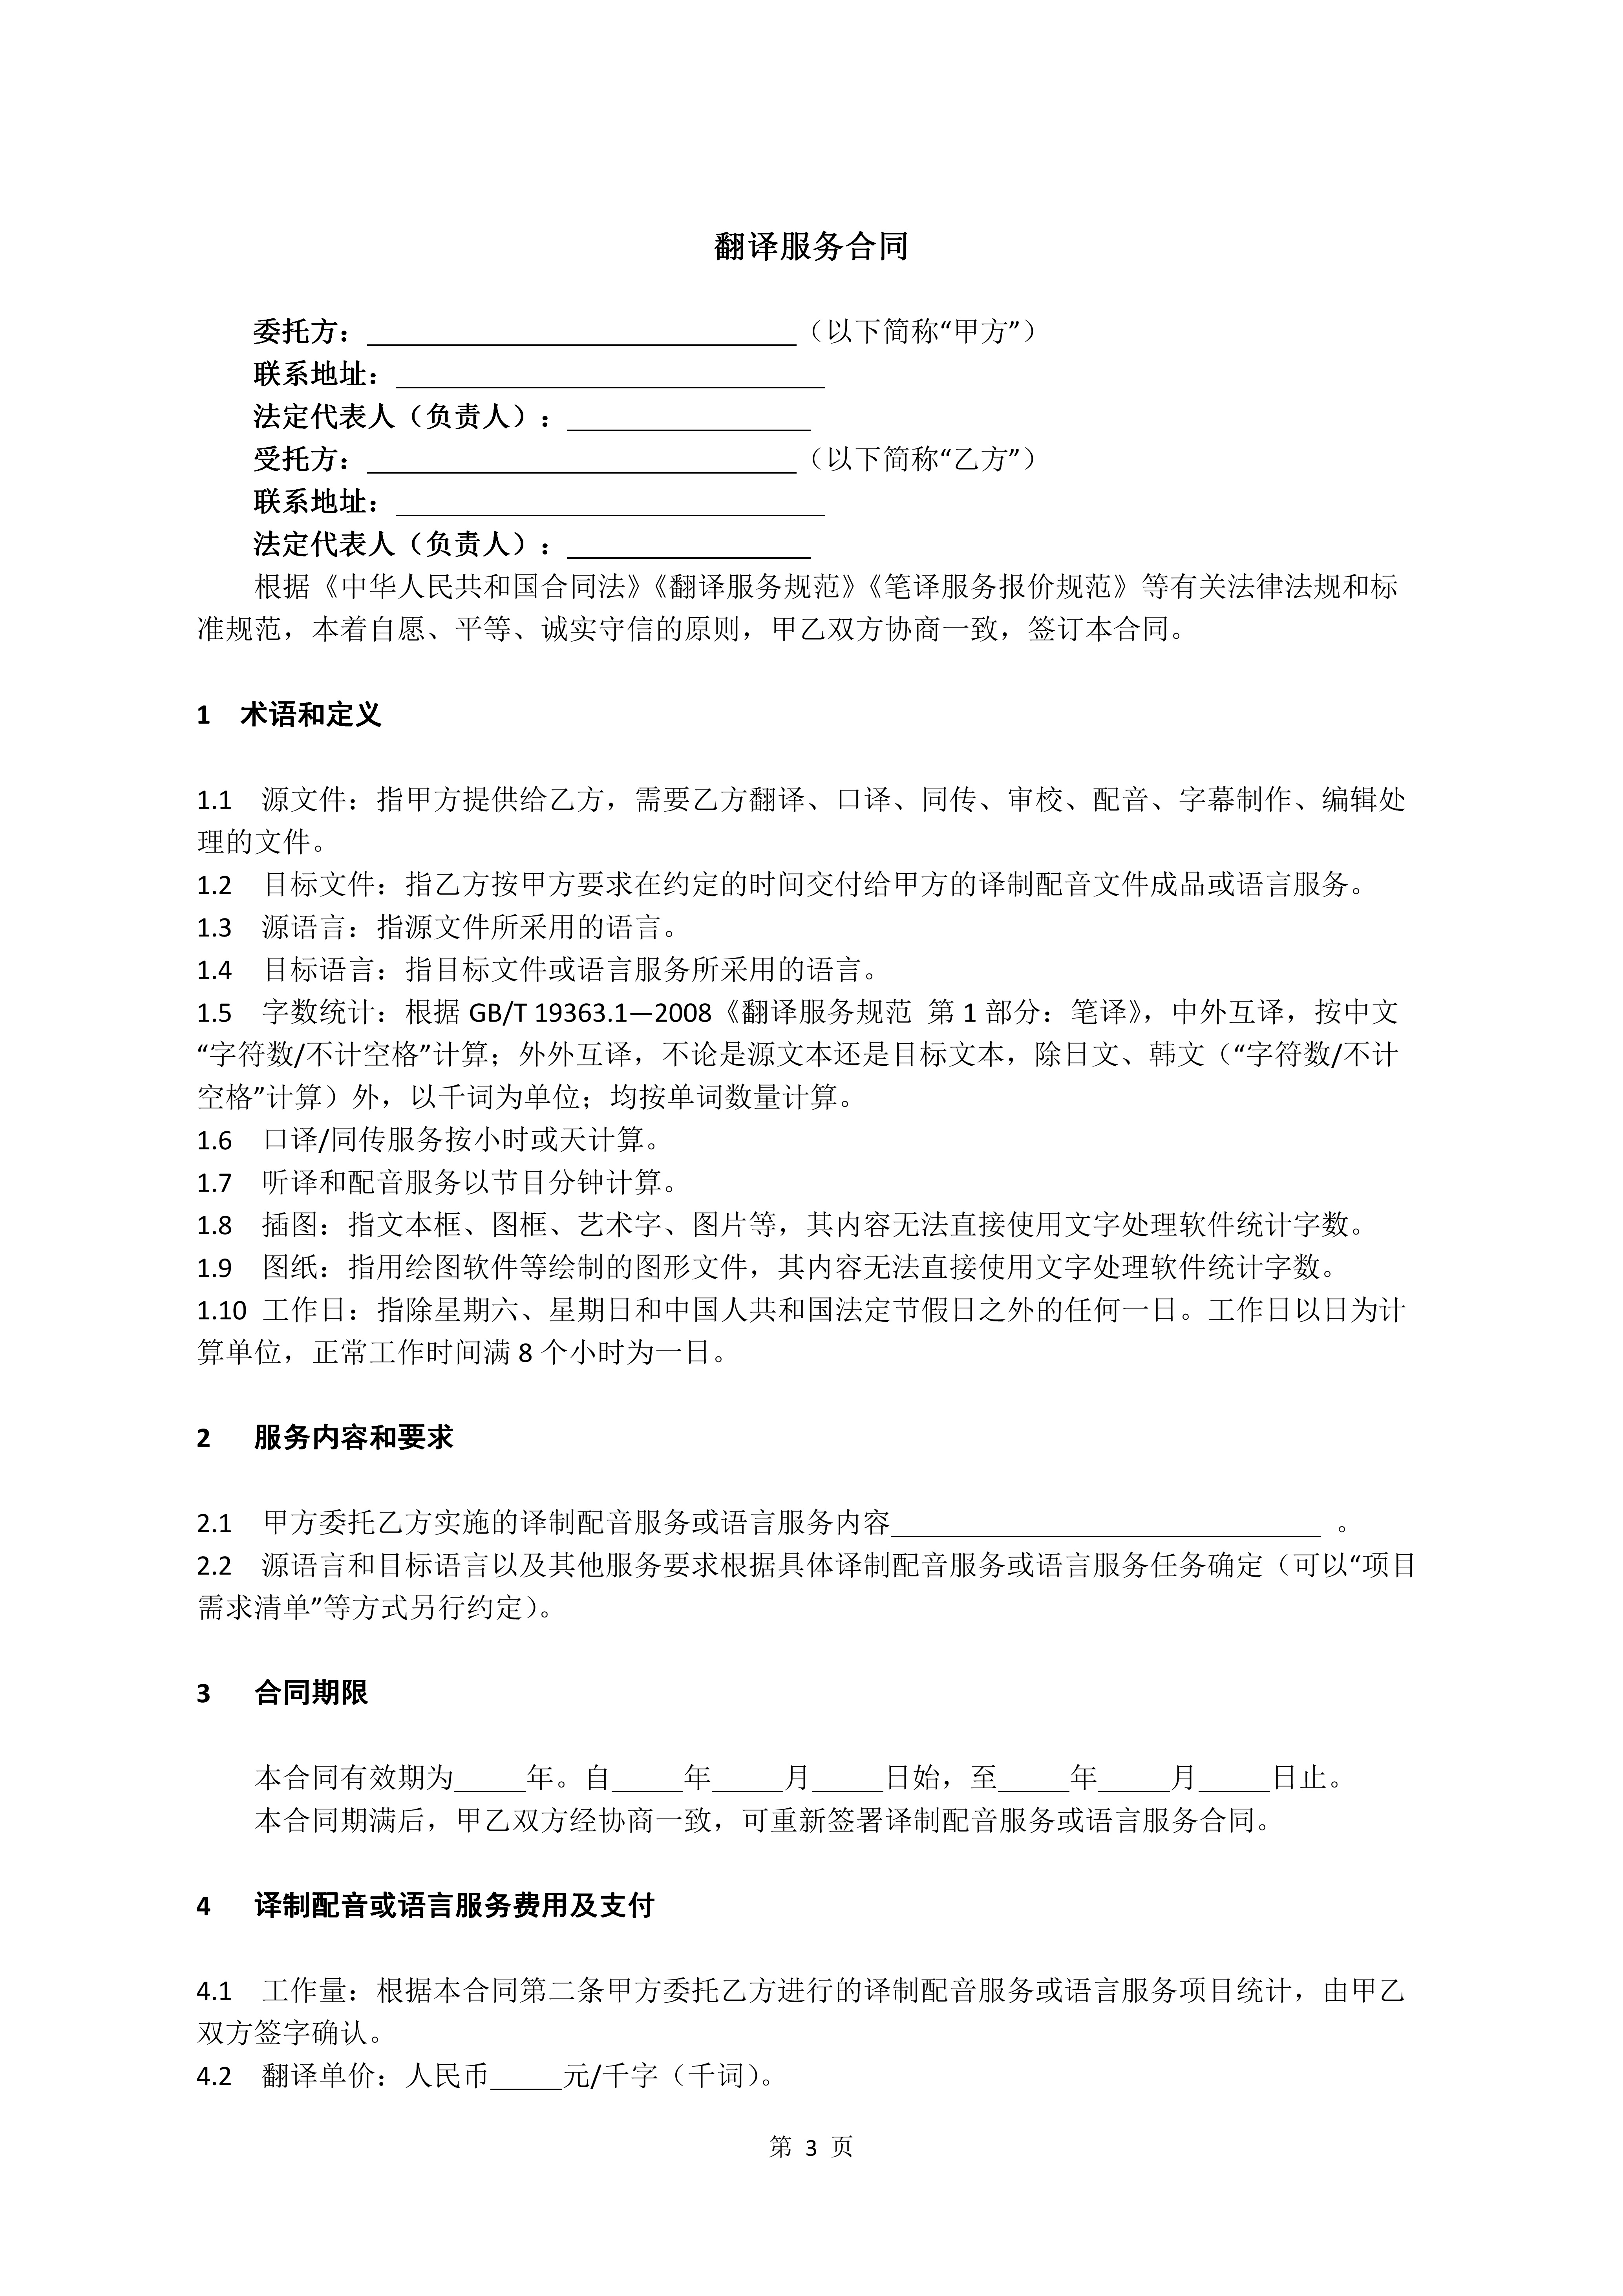 翻译服务合同
委托方：______________________________（以下简称“甲方”）
联系地址：______________________________
法定代表人（负责人）：_________________
受托方：______________________________（以下简称“乙方”）
联系地址：______________________________
法定代表人（负责人）：_________________
根据《中华人民共和国合同法》《翻译服务规范》《笔译服务报价规范》等有关法律法规和标
准规范，本着自愿、平等、诚实守信的原则，甲乙双方协商一致，签订本合同。
1 术语和定义
1.1 源文件：指甲方提供给乙方，需要乙方翻译、口译、同传、审校、配音、字幕制作、编辑处
理的文件。
1.2 目标文件：指乙方按甲方要求在约定的时间交付给甲方的译制配音文件成品或语言服务。
1.3 源语言：指源文件所采用的语言。
1.4 目标语言：指目标文件或语言服务所采用的语言。
1.5 字数统计：根据 GB/T 19363.1—2008《翻译服务规范 第 1 部分：笔译》，中外互译，按中文
“字符数/不计空格”计算；外外互译，不论是源文本还是目标文本，除日文、韩文（“字符数/不计
空格”计算）外，以千词为单位；均按单词数量计算。
1.6 口译/同传服务按小时或天计算。
1.7 听译和配音服务以节目分钟计算。
1.8 插图：指文本框、图框、艺术字、图片等，其内容无法直接使用文字处理软件统计字数。
1.9 图纸：指用绘图软件等绘制的图形文件，其内容无法直接使用文字处理软件统计字数。
1.10 工作日：指除星期六、星期日和中国人共和国法定节假日之外的任何一日。工作日以日为计
算单位，正常工作时间满 8 个小时为一日。
2 服务内容和要求
2.1 甲方委托乙方实施的译制配音服务或语言服务内容______________________________ 。
2.2 源语言和目标语言以及其他服务要求根据具体译制配音服务或语言服务任务确定（可以“项目
需求清单”等方式另行约定）。
3 合同期限
本合同有效期为_____年。自_____年_____月_____日始，至_____年_____月_____日止。
本合同期满后，甲乙双方经协商一致，可重新签署译制配音服务或语言服务合同。
4 译制配音或语言服务费用及支付
4.1 工作量：根据本合同第二条甲方委托乙方进行的译制配音服务或语言服务项目统计，由甲乙
双方签字确认。
4.2 翻译单价：人民币_____元/千字（千词）。
第 3 页